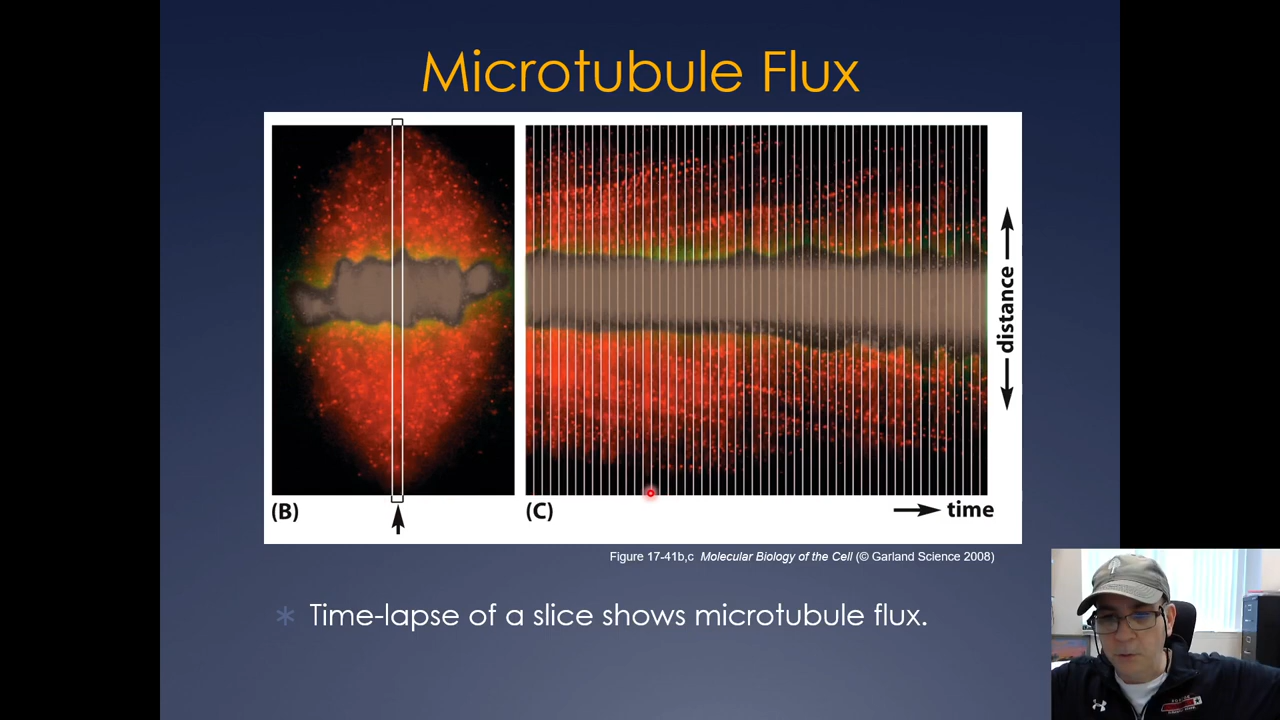 Microtubule Flux
distance
(B)
(C)
time
Figure 17-41b,c Molecular Biology of the Cell (© Garland Science 2008)
Time-lapse of a slice shows microtubule flux.